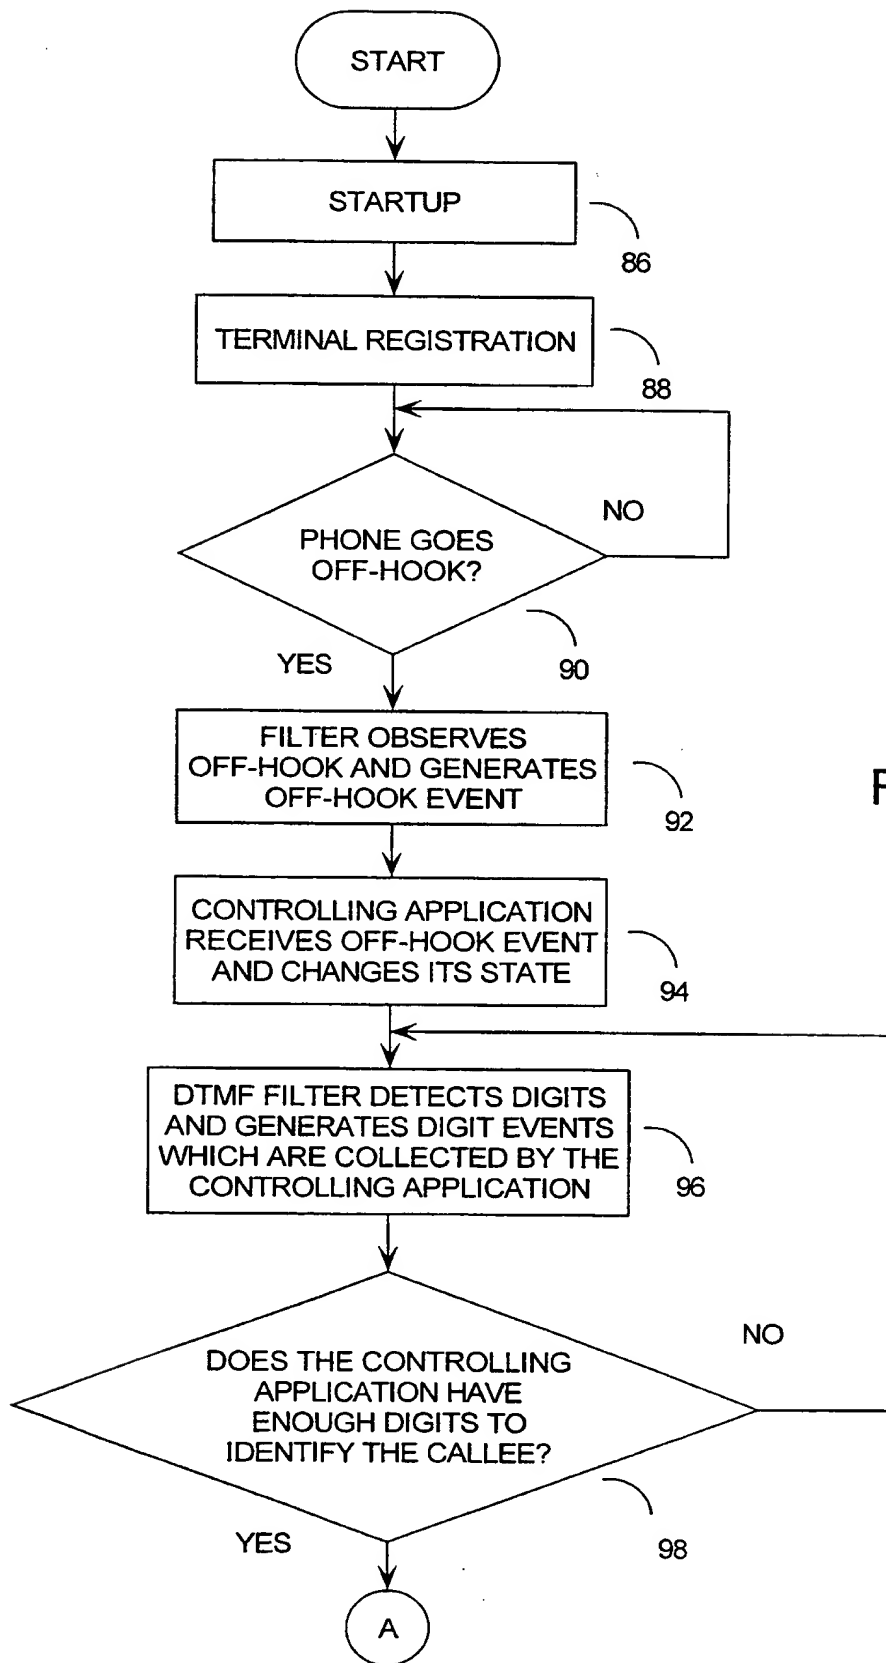 START
STARTUP
86
TERMINAL REGISTRATION
88
PHONE GOES
OFF-HOOK?
NO
90
YES
FILTER OBSERVES
OFF-HOOK AND GENERATES
OFF-HOOK EVENT
92
CONTROLLING APPLICATION
RECEIVES OFF-HOOK EVENT
AND CHANGES ITS STATE
94
DTMF FILTER DETECTS DIGITS
AND GENERATES DIGIT EVENTS
WHICH ARE COLLECTED BY THE
CONTROLLING APPLICATION
96
DOES THE CONTROLLING
APPLICATION HAVE
ENOUGH DIGITS TO
IDENTIFY THE CALLEE?
NO
98
YES
A